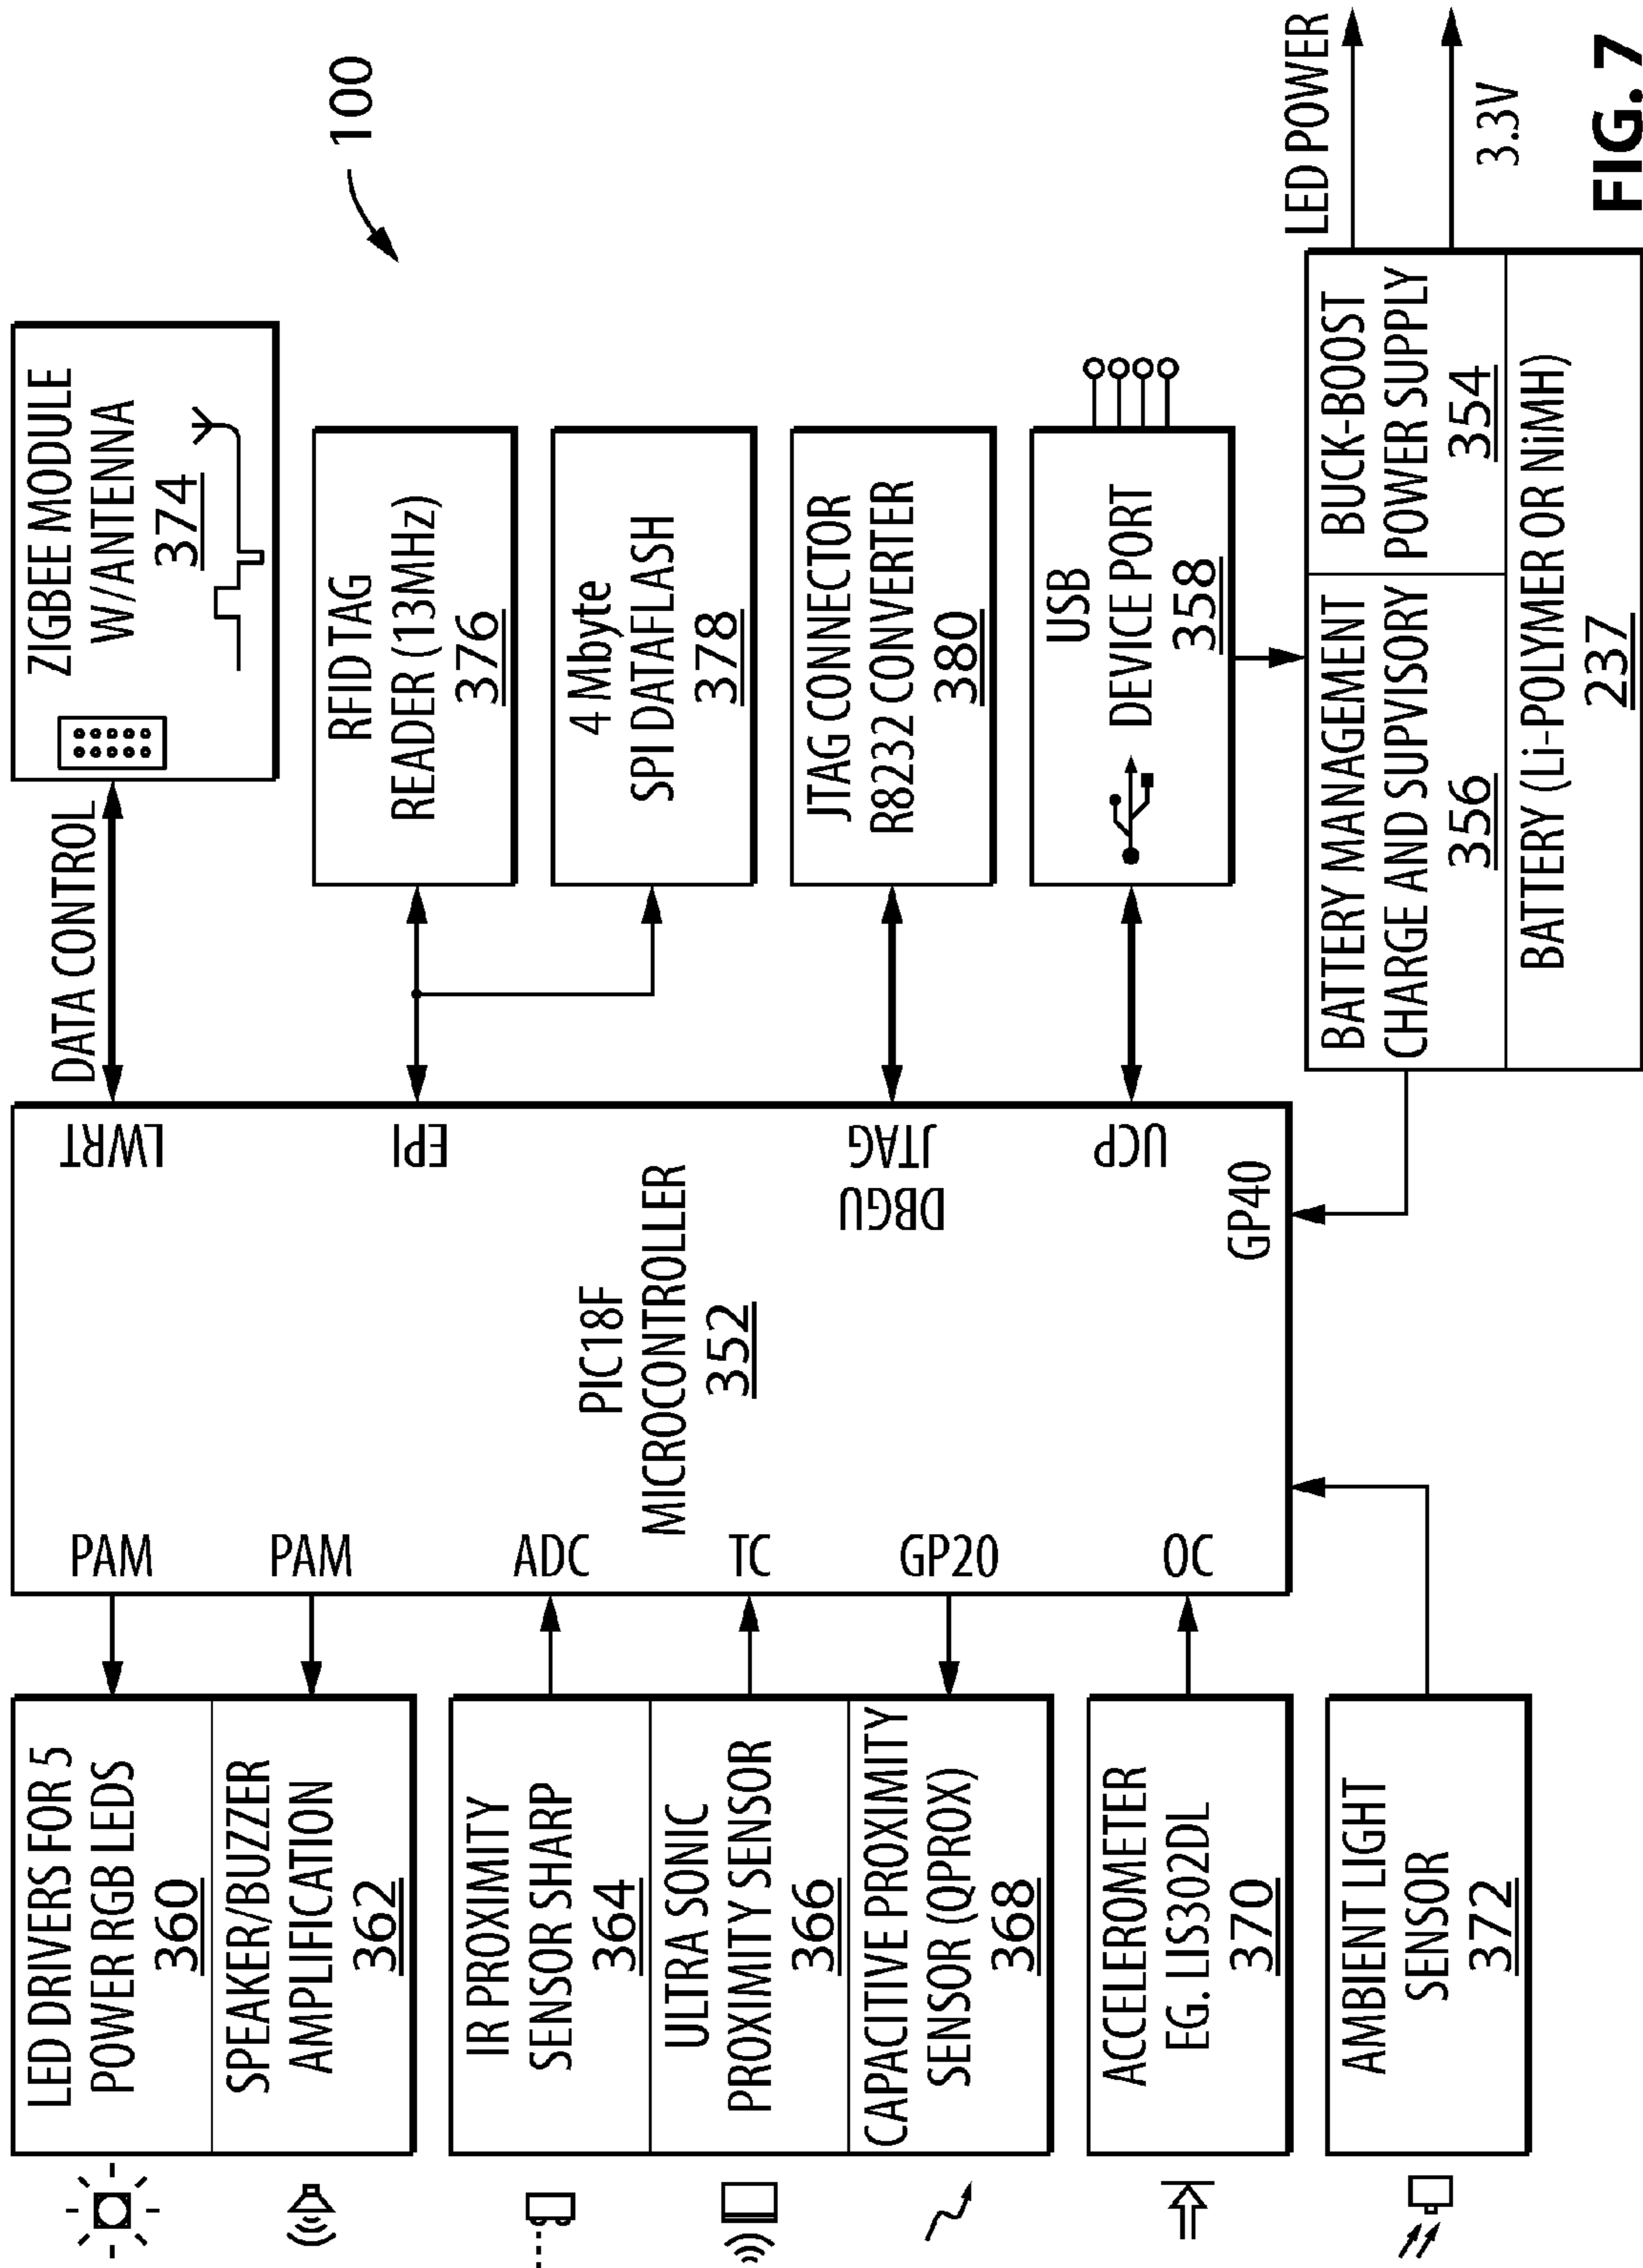 LED DRIVERS FOR 5
POWER RGB LEDS
360
SPEAKER/BUZZER
AMPLIFICATION
362
IR PROXIMITY
SENSOR SHARP
364
ULTRA SONIC
PROXIMITY SENSOR
366
CAPACITIVE PROXIMITY
SENSOR (QPROX)
368
ACCELEROMETER
EG. LIS302DL
370
AMBIENT LIGHT
SENSOR
372
PAM
PAM
ADC
TC
GP20
OC
PIC18F
MICROCONTROLLER
352
LWRT
EPI
JTAG
DBGU
UCP
GP40
DATA CONTROL
ZIGBEE MODULE
W/ANTENNA
374
RFID TAG
READER (13MHz)
376
4 Mbyte
SPI DATAFLASH
378
JTAG CONNECTOR
R8232 CONVERTER
380
USB
DEVICE PORT
358
BATTERY MANAGEMENT
CHARGE AND SUPVISORY
356
BUCK-BOOST
POWER SUPPLY
354
BATTERY (Li-POLYMER OR NiMH)
237
LED POWER
3.3V
100
FIG. 7